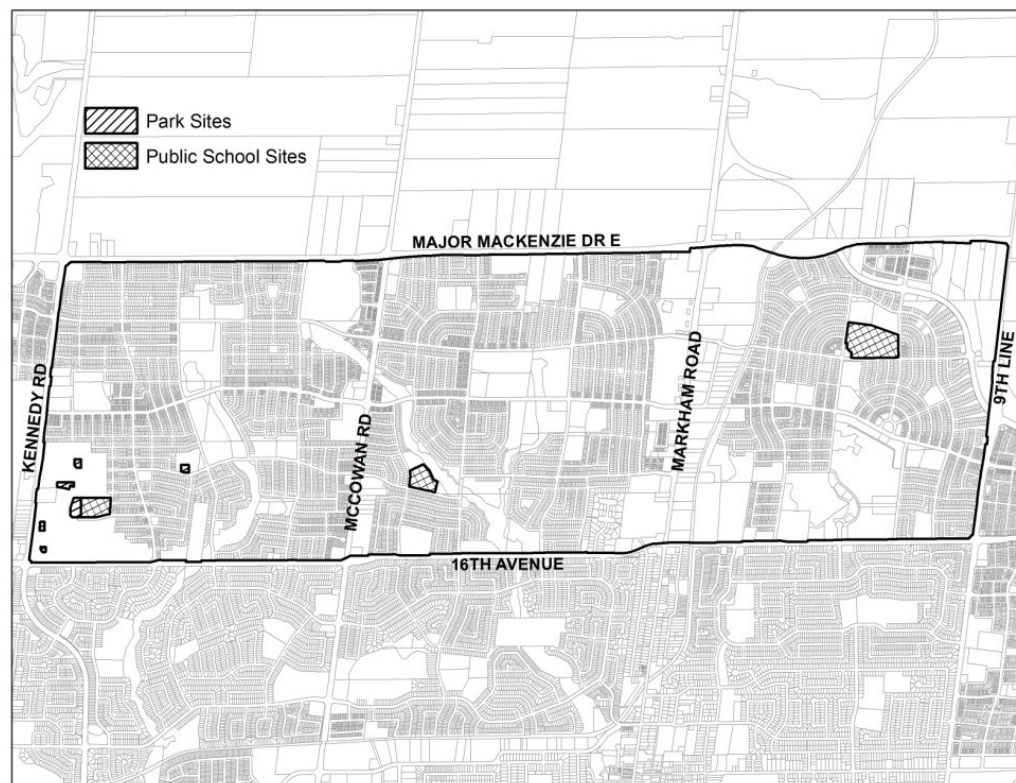 Park Sites
Public School Sites
MAJOR MACKENZIE DR E
KENNEDY RD
MCCOWAN RD
MARKHAM ROAD
9TH LINE
16TH AVENUE